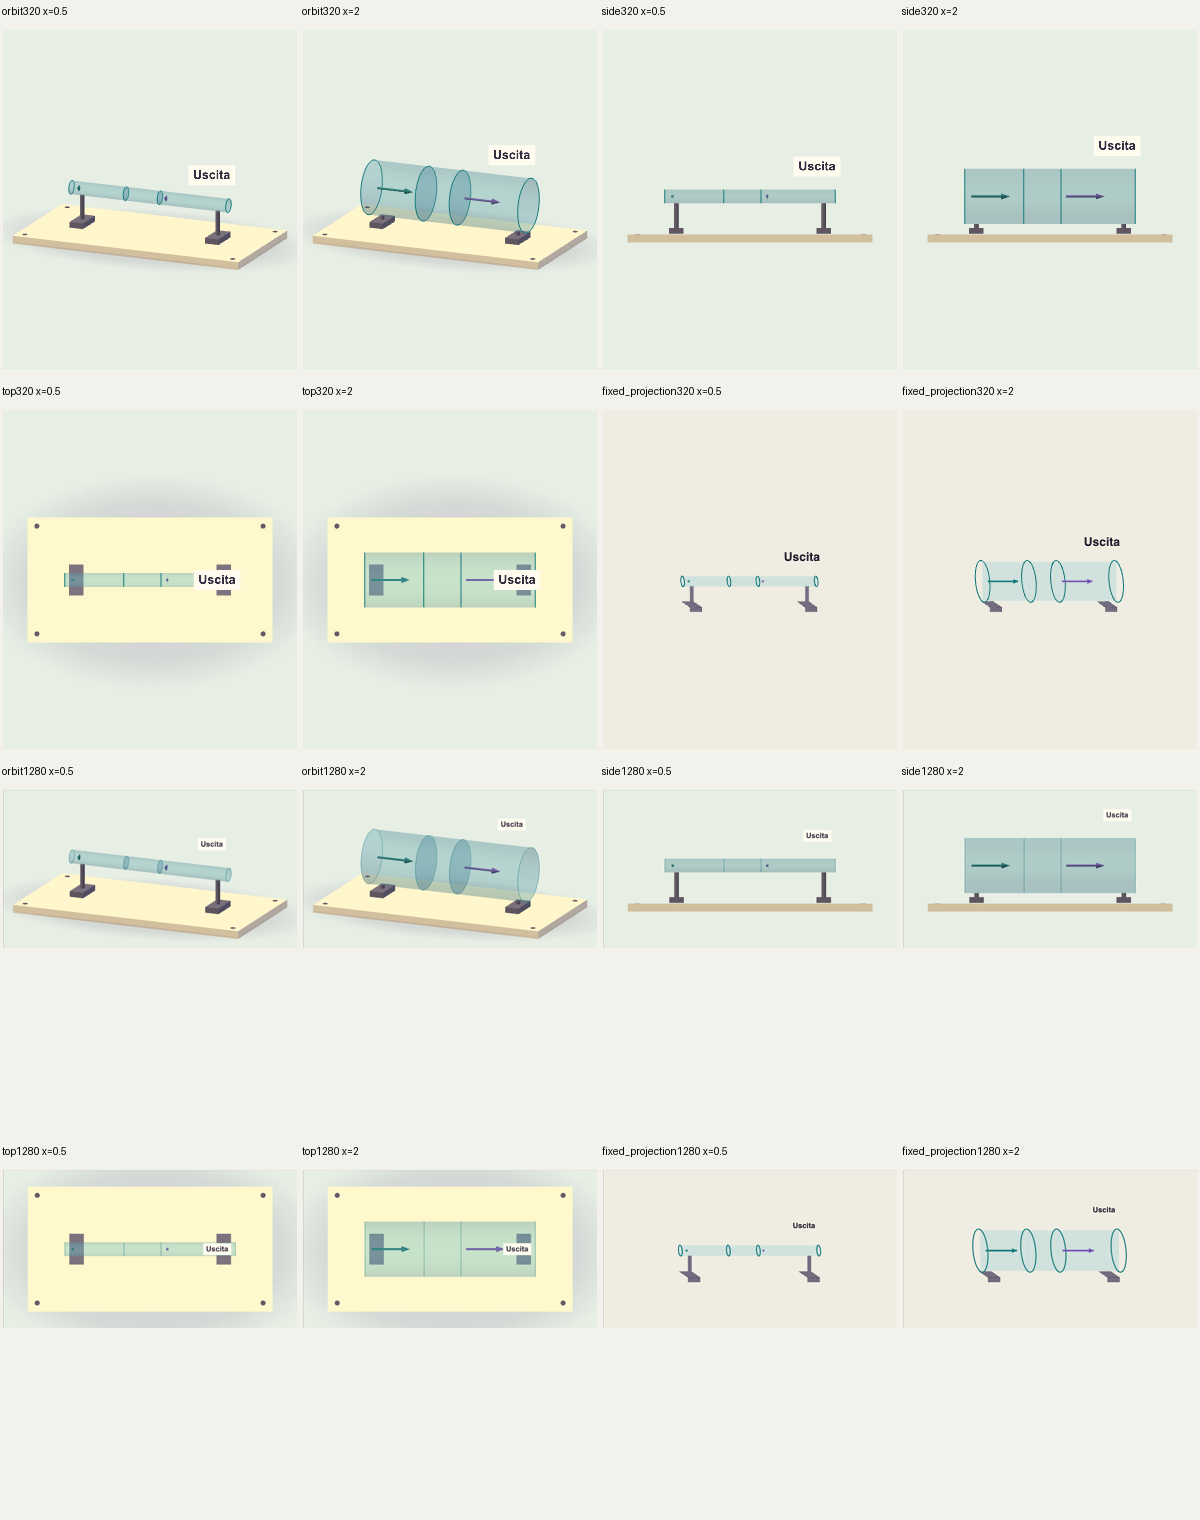 orbit320 x=0.5
orbit320 x=2
side320 x=0.5
side320 x=2
Uscita
Uscita
Uscita
Uscita
top320 x=0.5
top320 x=2
fixed_projection320 x=0.5
fixed_projection320 x=2
Uscita
Uscita
Uscita
Uscita
orbit1280 x=0.5
orbit1280 x=2
side1280 x=0.5
side1280 x=2
Uscita
Uscita
Uscita
Uscita
top1280 x=0.5
top1280 x=2
fixed_projection1280 x=0.5
fixed_projection1280 x=2
Uscita
Uscita
Uscita
Uscita